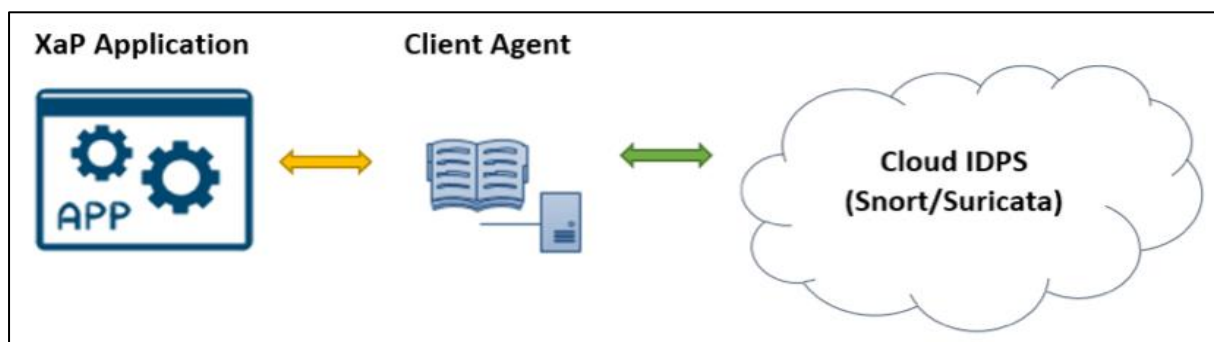 XaP Application
Client Agent
APP
Cloud IDPS
(Snort/Suricata)